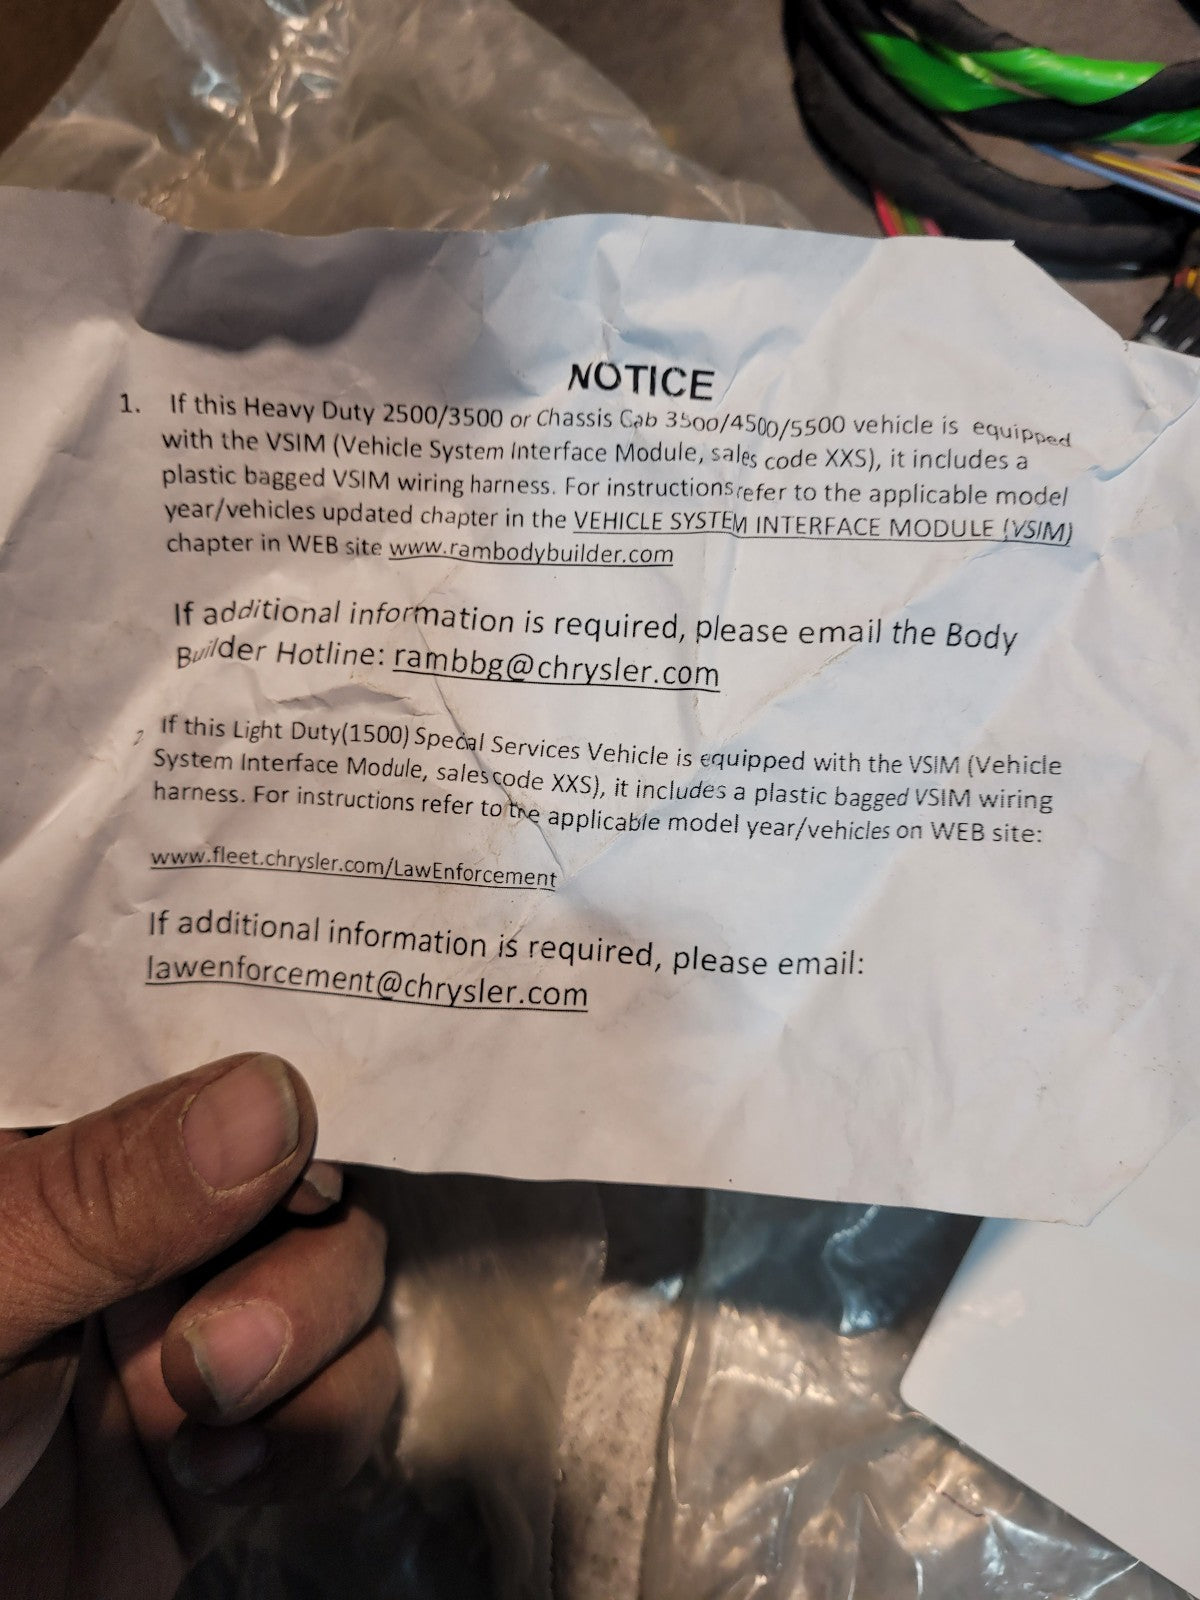 NOTICE
1. If this Heavy Duty 2500/3500 or Chassis Cab 3500/4500/5500 vehicle is equipped
with the VSIM (Vehicle System Interface Module, sales code XXS), it includes a
plastic bagged VSIM wiring harness. For instructions refer to the applicable model
year/vehicles updated chapter in the VEHICLE SYSTEM INTERFACE MODULE (VSIM)
chapter in WEB site www.rambodybuilder.com
If additional information is required, please email the Body
Builder Hotline: rambbg@chrysler.com
2 If this Light Duty(1500) Special Services Vehicle is equipped with the VSIM (Vehicle
System Interface Module, sales code XXS), it includes a plastic bagged VSIM wiring
harness. For instructions refer to the applicable model year/vehicles on WEB site:
www.fleet.chrysler.com/LawEnforcement
If additional information is required, please email:
lawenforcement@chrysler.com